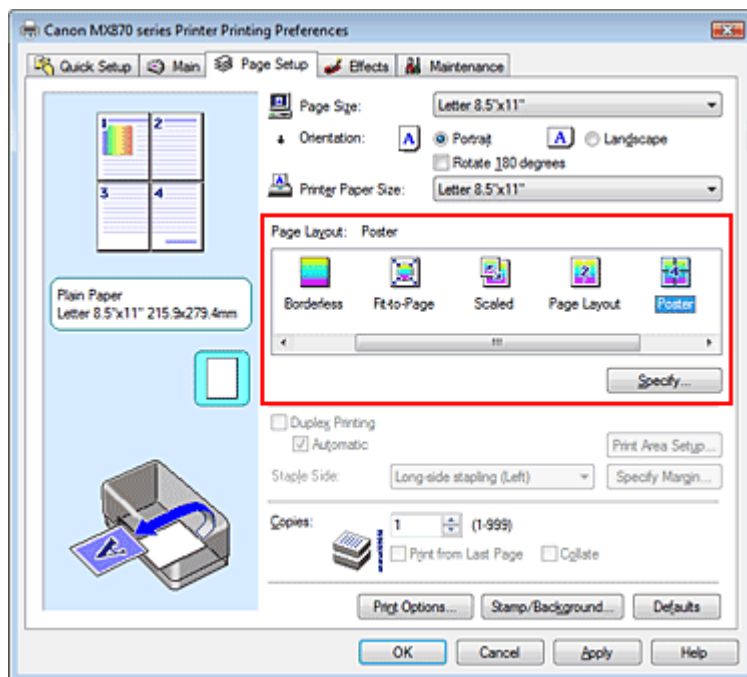 Canon MX870 series Printer Printing Preferences
Quick Setup Main Page Setup Effects Maintenance
1 2
3 4
Plain Paper
Letter 8.5"x11" 215.9x279.4mm
Page Size: Letter 8.5"x11"
Orientation: A Portrait A Landscape
Rotate 180 degrees
Printer Paper Size: Letter 8.5"x11"
Page Layout: Poster
Borderless Fit-to-Page Scaled Page Layout Poster
Specify...
Duplex Printing
Automatic Print Area Setup...
Staple Side: Long-side stapling (Left) Specify Margin...
Copies: 1 (1-999)
Print from Last Page Collate
Print Options... Stamp/Background... Defaults
OK Cancel Apply Help